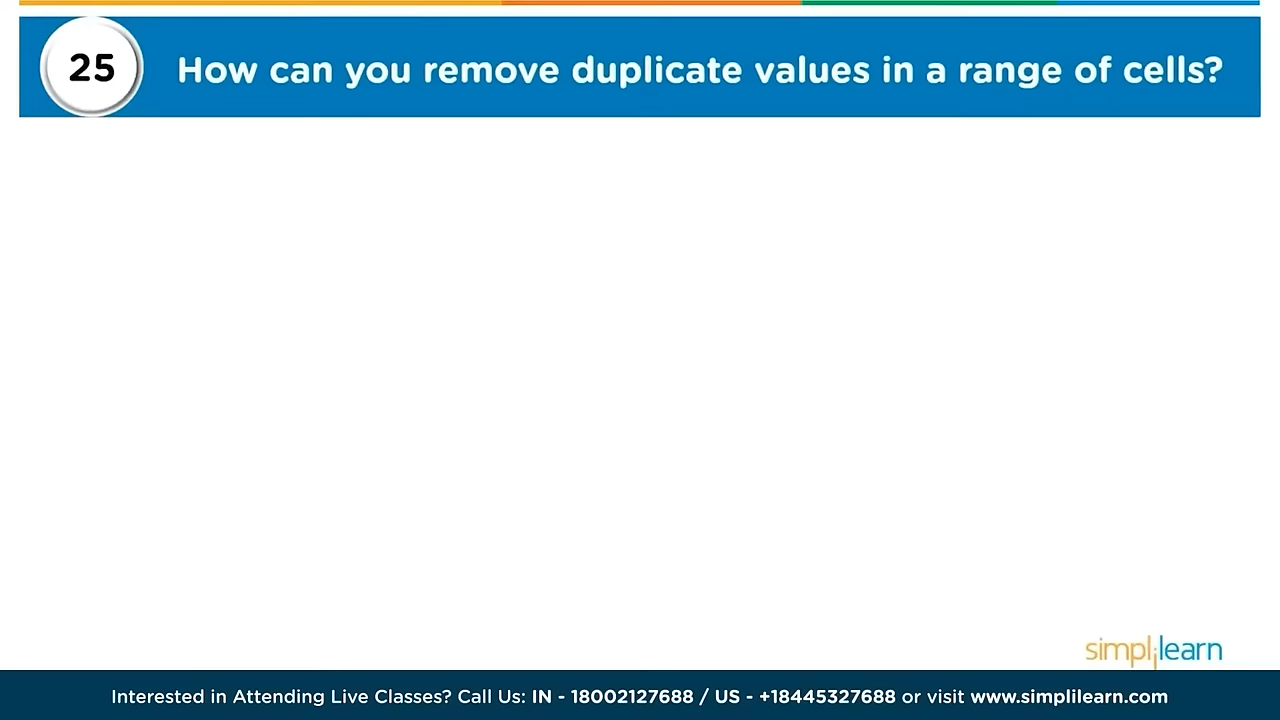 25
How can you remove duplicate values in a range of cells?
simplilearn
Interested in Attending Live Classes? Call Us: IN - 18002127688 / US - +18445327688 or visit www.simplilearn.com